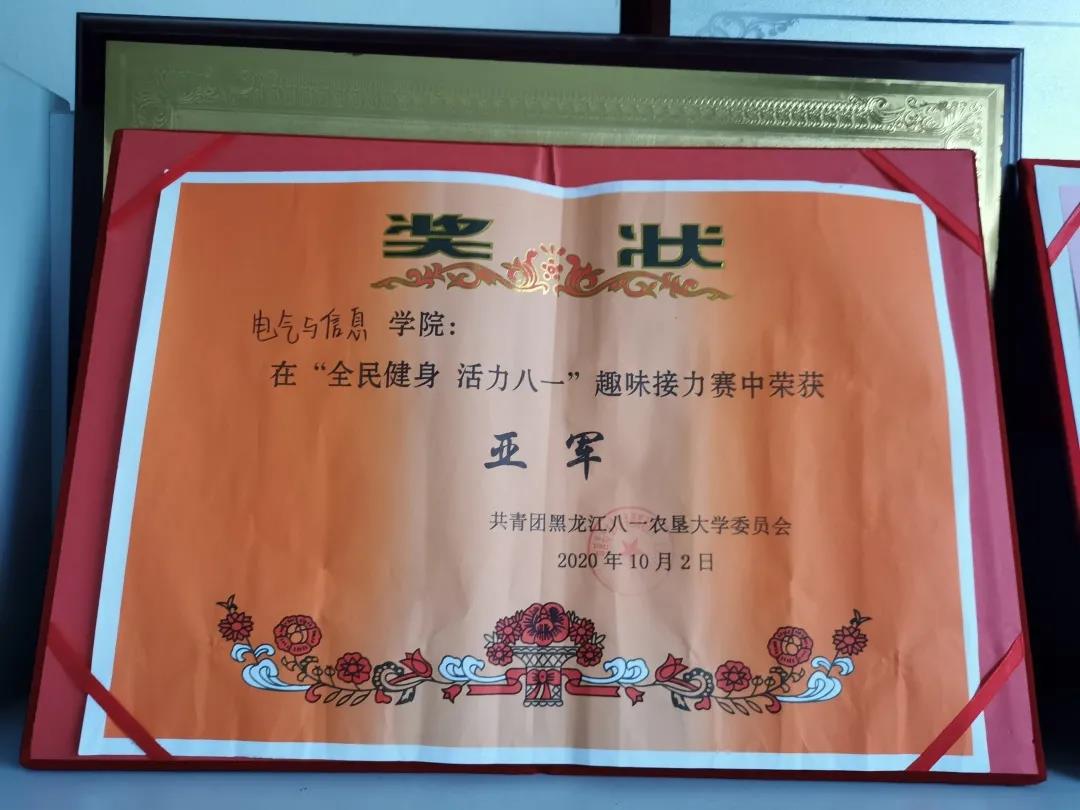 奖状
电气与信息 学院：
在“全民健身 活力八一”趣味接力赛中荣获
亚军
共青团黑龙江八一农垦大学委员会
2020年10月2日